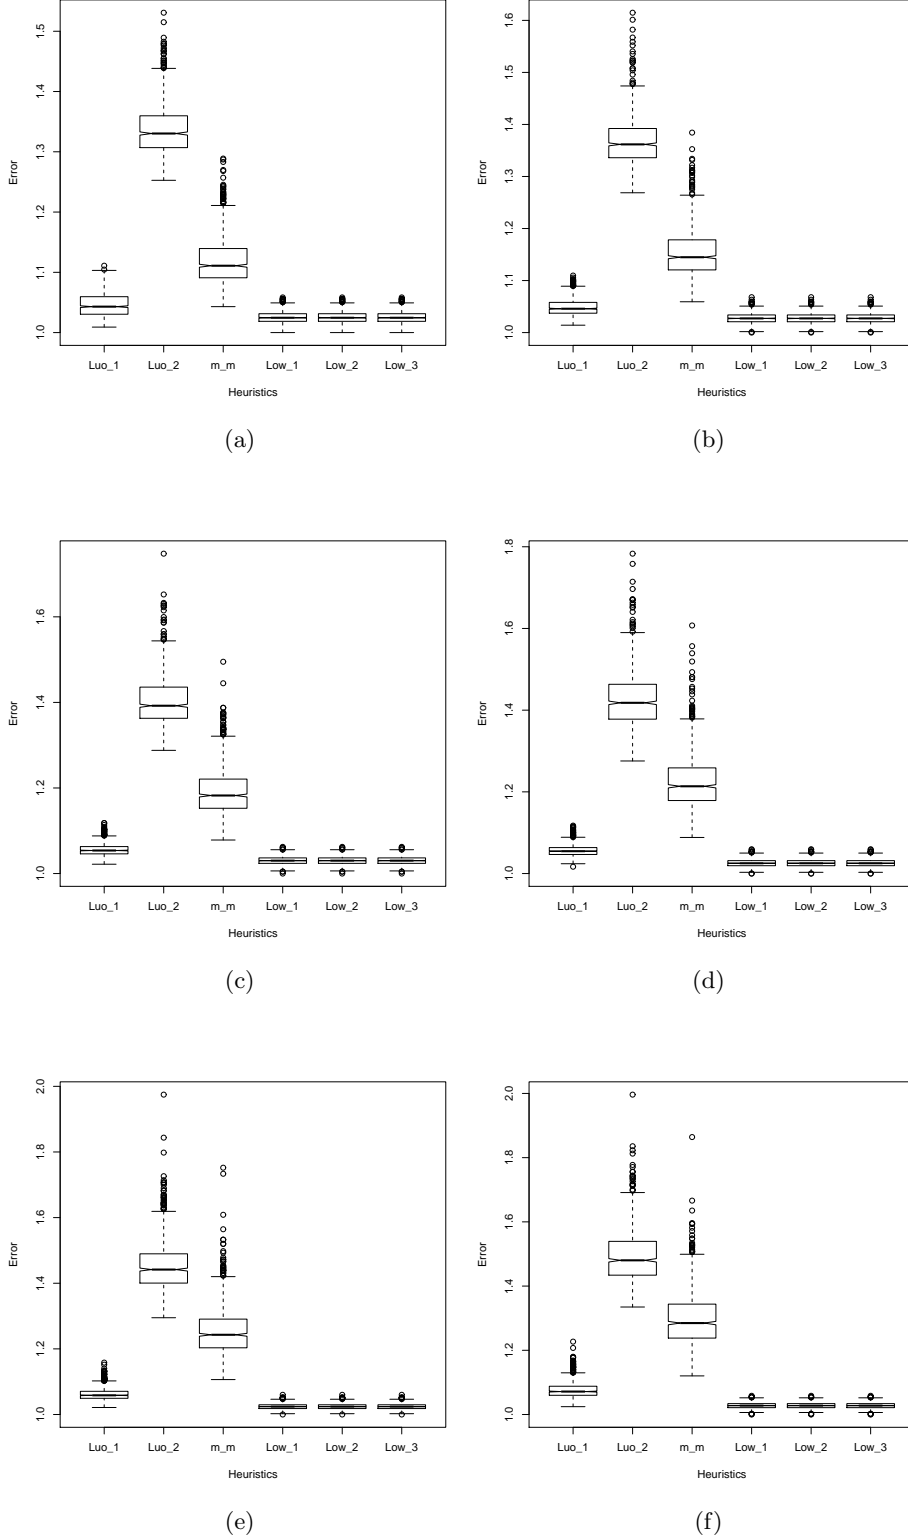 1.0 1.1 1.2 1.3 1.4 1.5
Error
Luo_1 Luo_2 m_m Low_1 Low_2 Low_3
Heuristics
(a)
1.0 1.1 1.2 1.3 1.4 1.5 1.6
Error
Luo_1 Luo_2 m_m Low_1 Low_2 Low_3
Heuristics
(b)
1.0 1.2 1.4 1.6
Error
Luo_1 Luo_2 m_m Low_1 Low_2 Low_3
Heuristics
(c)
1.0 1.2 1.4 1.6 1.8
Error
Luo_1 Luo_2 m_m Low_1 Low_2 Low_3
Heuristics
(d)
1.0 1.2 1.4 1.6 1.8 2.0
Error
Luo_1 Luo_2 m_m Low_1 Low_2 Low_3
Heuristics
(e)
1.0 1.2 1.4 1.6 1.8 2.0
Error
Luo_1 Luo_2 m_m Low_1 Low_2 Low_3
Heuristics
(f)